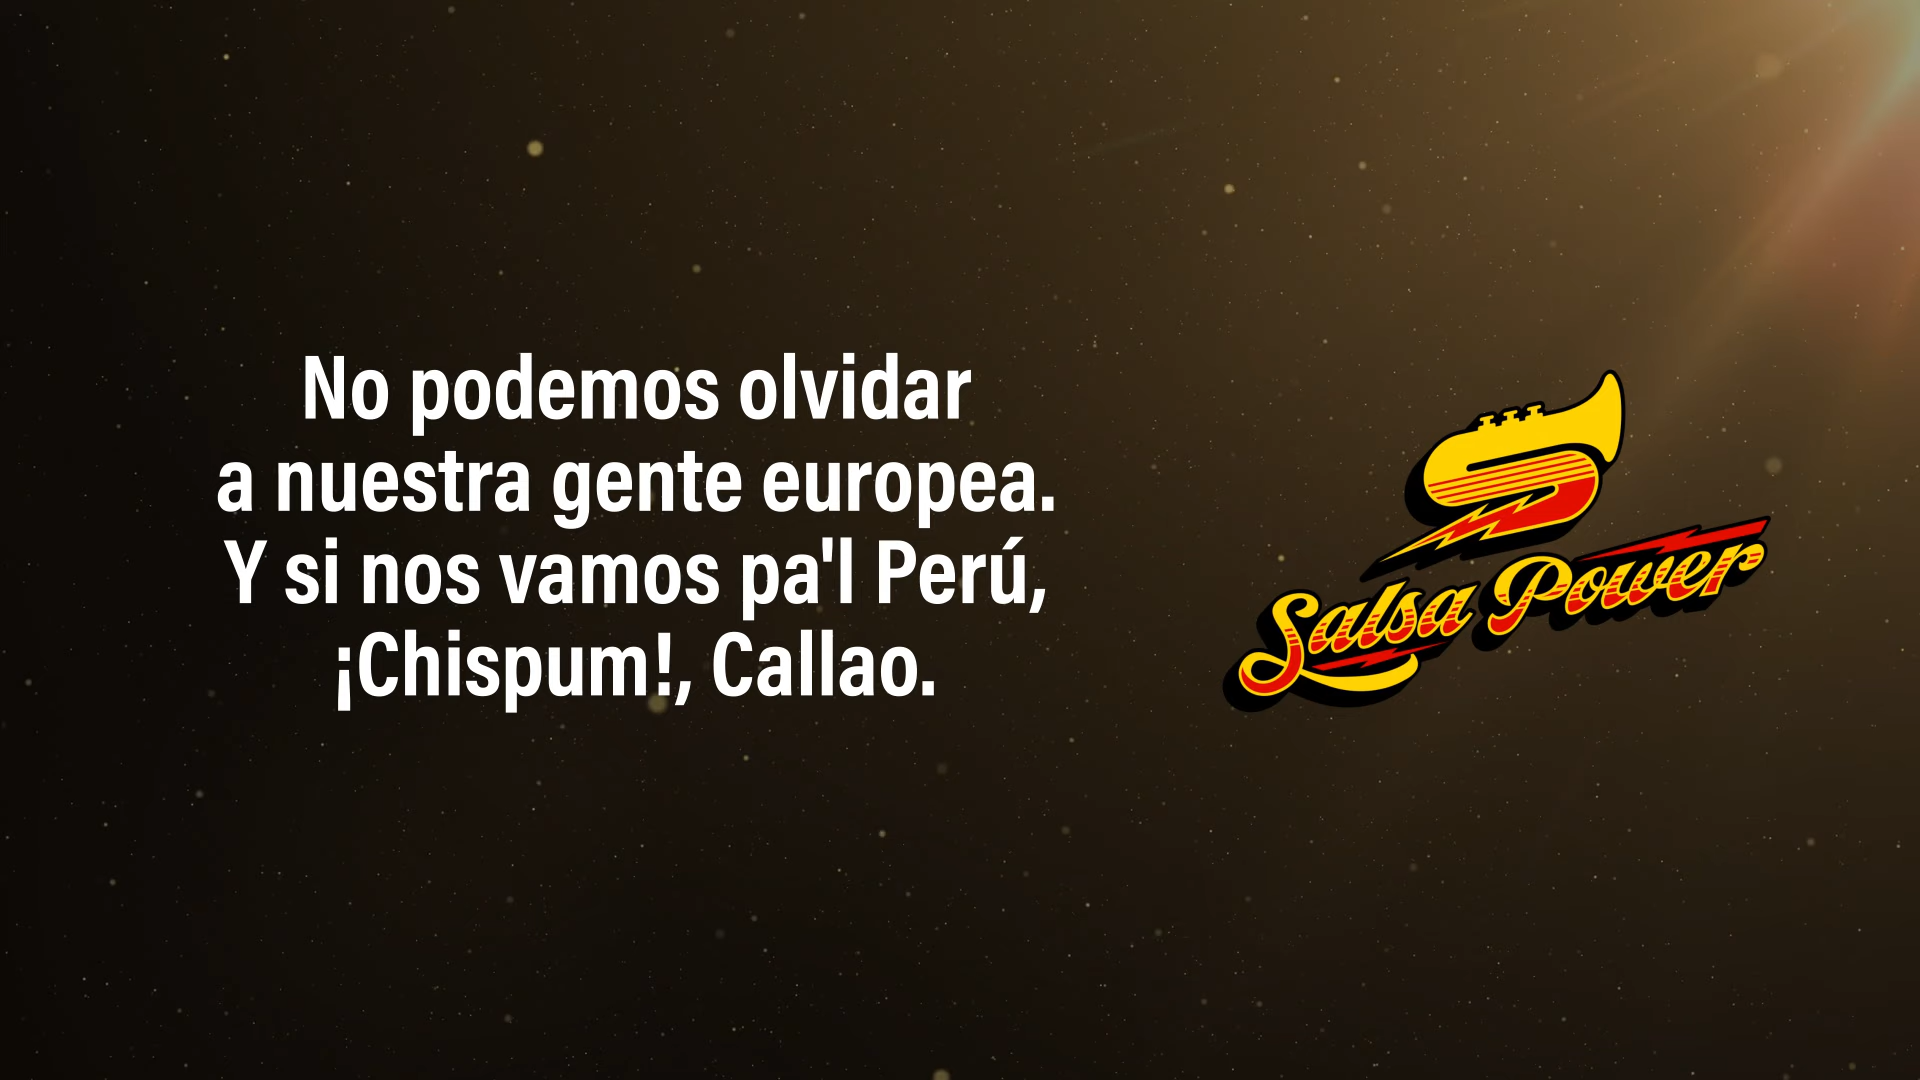 No podemos olvidar
a nuestra gente europea.
Y si nos vamos pa'l Perú,
¡Chispum!, Callao.
Salsa Power